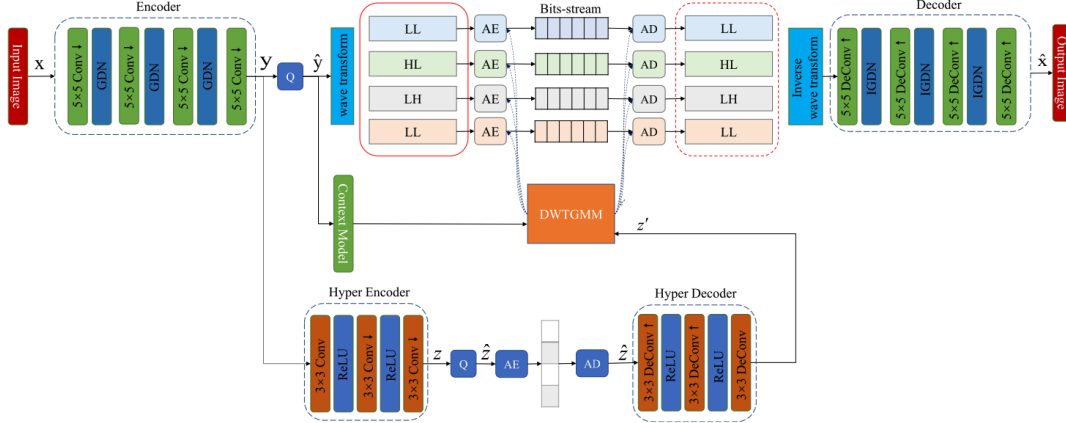 Encoder
Bits-stream
Decoder
Input Image
x
5×5 Conv ↓
GDN
5×5 Conv ↓
GDN
5×5 Conv ↓
GDN
5×5 Conv ↓
y
Q
ŷ
wave transform
LL
AE
AD
LL
HL
AE
AD
HL
LH
AE
AD
LH
LL
AE
AD
LL
Inverse
wave transform
5×5 DeConv ↑
IGDN
5×5 DeConv ↑
IGDN
5×5 DeConv ↑
IGDN
5×5 DeConv ↑
x̂
Output Image
Context Model
DWTGMM
z'
Hyper Encoder
3×3 Conv
ReLU
3×3 Conv ↓
ReLU
3×3 Conv ↓
z
Q
ẑ
AE
AD
ẑ
Hyper Decoder
3×3 DeConv ↑
ReLU
3×3 DeConv ↑
ReLU
3×3 DeConv